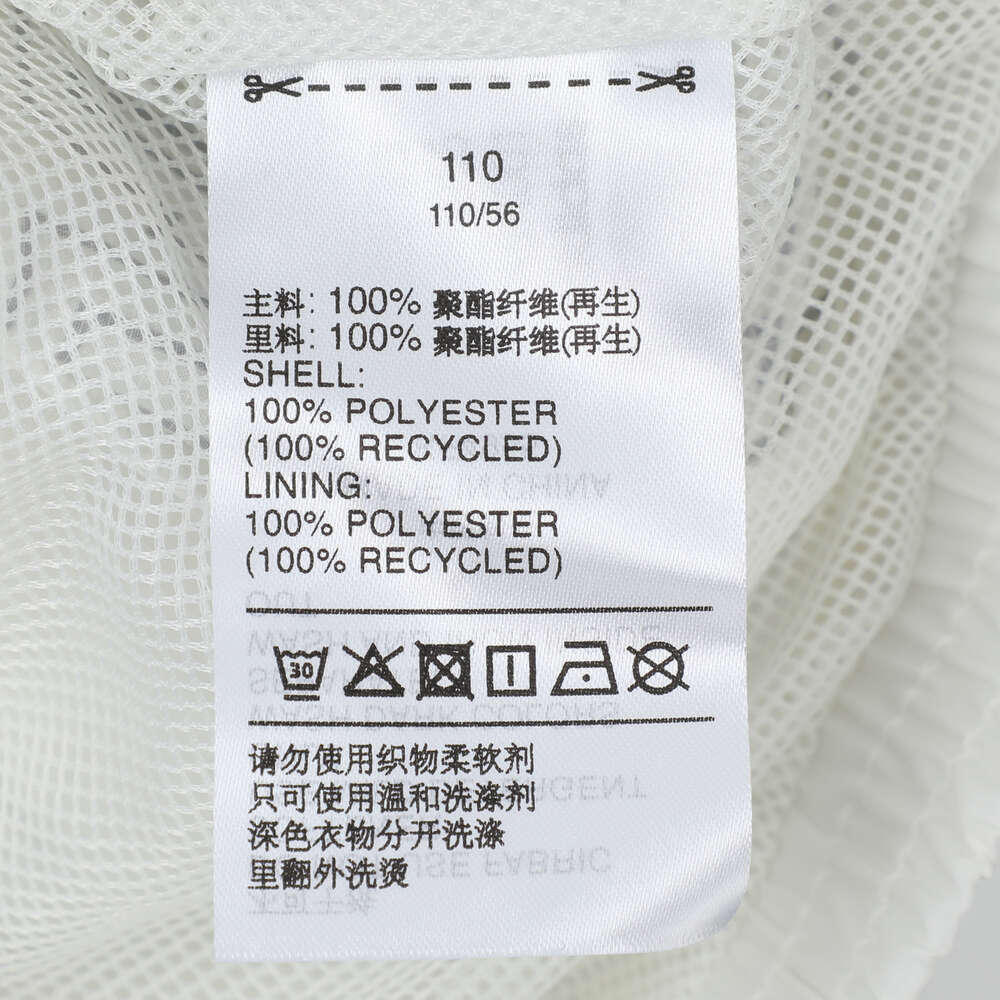 110
110/56
主料: 100% 聚酯纤维(再生)
里料: 100% 聚酯纤维(再生)
SHELL:
100% POLYESTER
(100% RECYCLED)
LINING:
100% POLYESTER
(100% RECYCLED)
30
请勿使用织物柔软剂
只可使用温和洗涤剂
深色衣物分开洗涤
里翻外洗烫